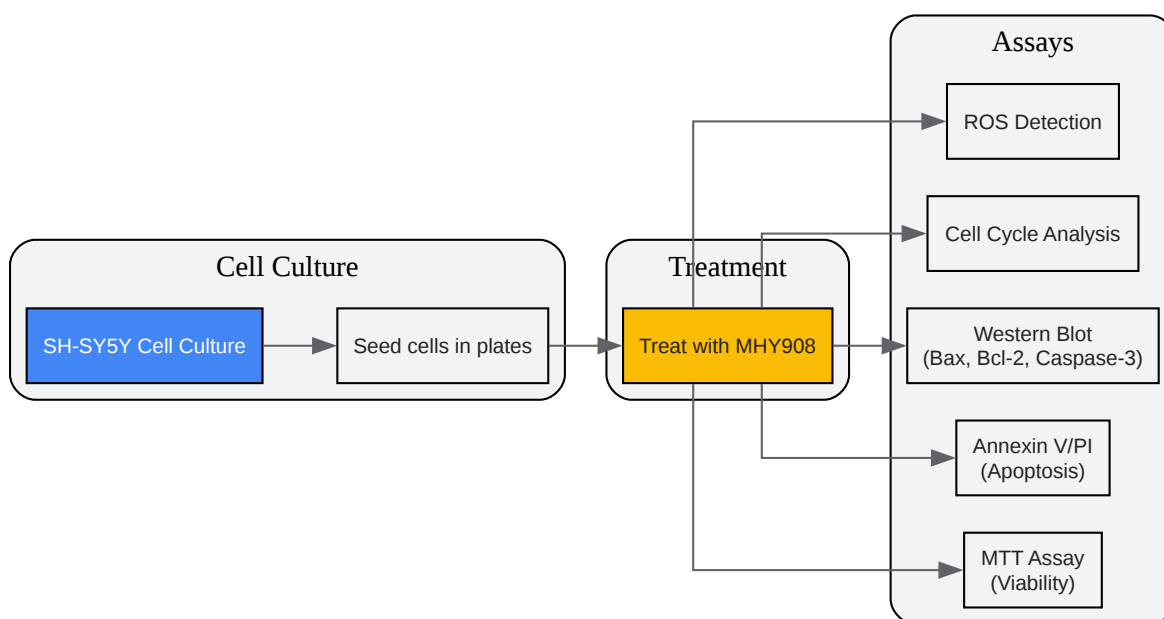 Cell Culture
SH-SY5Y Cell Culture
Seed cells in plates
Treatment
Treat with MHY908
Assays
ROS Detection
Cell Cycle Analysis
Western Blot
(Bax, Bcl-2, Caspase-3)
Annexin V/PI
(Apoptosis)
MTT Assay
(Viability)